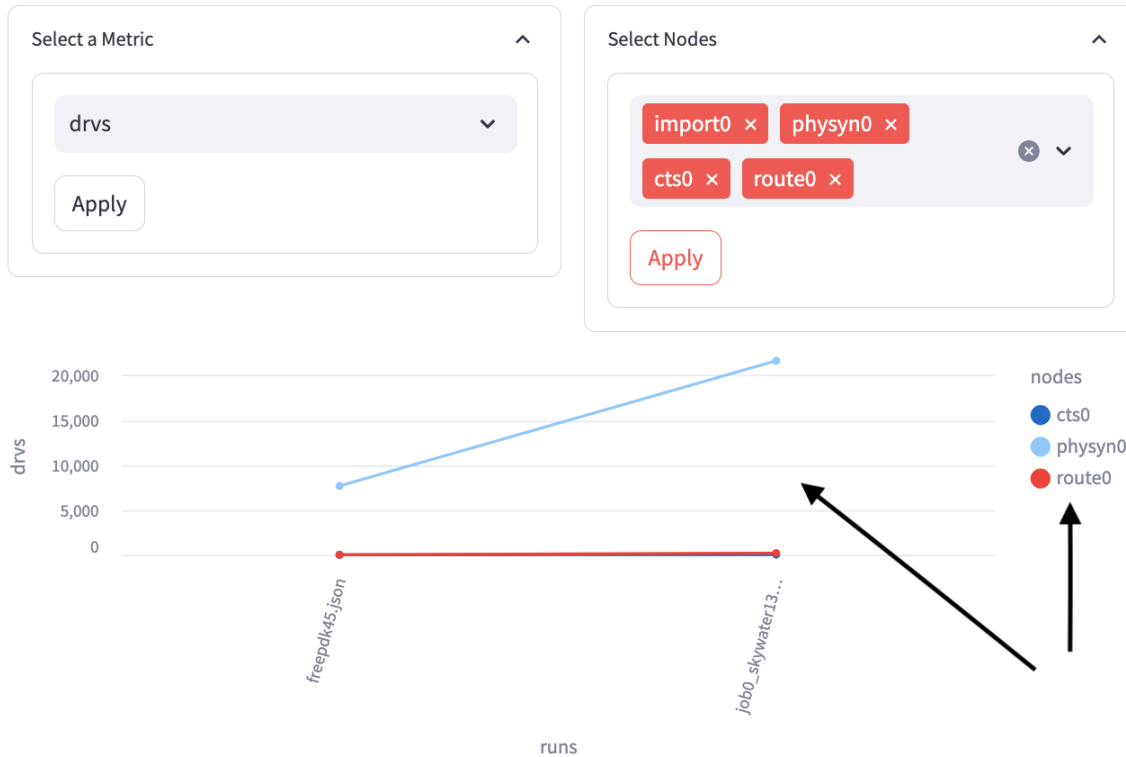 Select a Metric
drvs
Apply
Select Nodes
import0 × physyn0 ×
cts0 × route0 ×
Apply
drvs
20,000
15,000
10,000
5,000
0
freepdk45.json
job0_skywater13...
runs
nodes
cts0
physyn0
route0